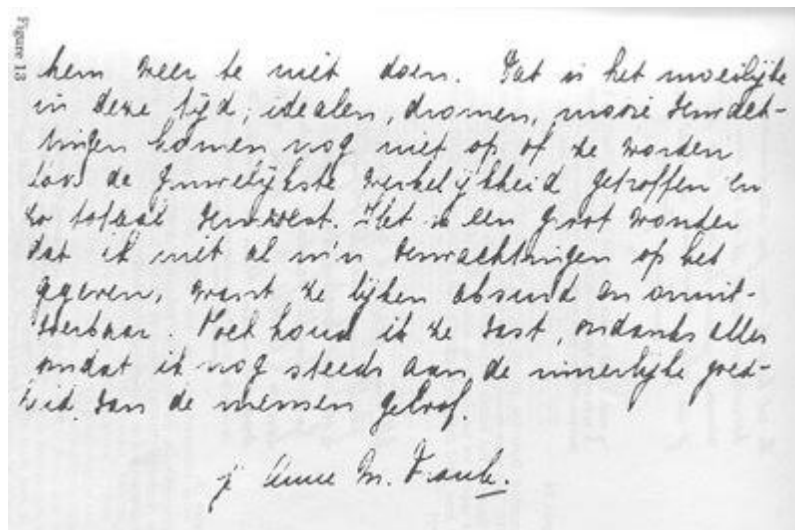 Figure 13
hem weer te niet doen. Dat is het moeilijke
in deze tijd; idealen, dromen, mooie verwach-
tingen komen nog niet op of ze worden
door de gruwelijkste werkelijkheid getroffen en
zo totaal verwoest. Het is een groot wonder
dat ik niet al m'n verwachtingen op heb
gegeven, want ze lijken absurd en onuit-
voerbaar. Toch houd ik ze vast, ondanks alles
omdat ik nog steeds aan de innerlijke goed-
heid van de mensen geloof.
je Anne M. Frank.